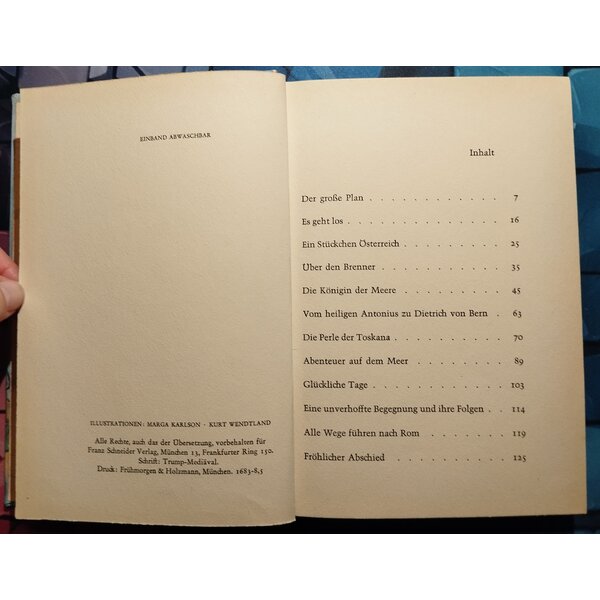 EINBAND ABWASCHBAR
ILLUSTRATIONEN: MARGA KARLSON · KURT WENDTLAND
Alle Rechte, auch das der Übersetzung, vorbehalten für
Franz Schneider Verlag, München 13, Frankfurter Ring 150.
Schrift: Trump-Mediäval.
Druck: Frühmorgen & Holzmann, München. 1683-8,5
Inhalt
Der große Plan . . . . . . . . . . . . 7
Es geht los . . . . . . . . . . . . . . 16
Ein Stückchen Österreich . . . . . . . . . 25
Über den Brenner . . . . . . . . . . . 35
Die Königin der Meere . . . . . . . . . 45
Vom heiligen Antonius zu Dietrich von Bern . 63
Die Perle der Toskana . . . . . . . . . . 70
Abenteuer auf dem Meer . . . . . . . . 89
Glückliche Tage . . . . . . . . . . . . 103
Eine unverhoffte Begegnung und ihre Folgen . . 114
Alle Wege führen nach Rom . . . . . . . 119
Fröhlicher Abschied . . . . . . . . . . 125